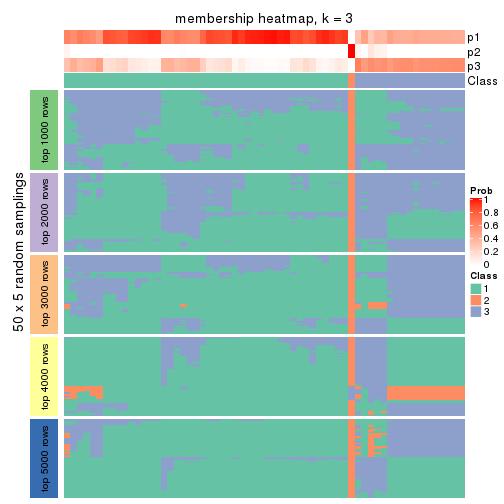 membership heatmap, k = 3
p1
p2
p3
Class
50 x 5 random samplings
top 1000 rows
top 2000 rows
top 3000 rows
top 4000 rows
top 5000 rows
Prob
1
0.8
0.6
0.4
0.2
0
Class
1
2
3